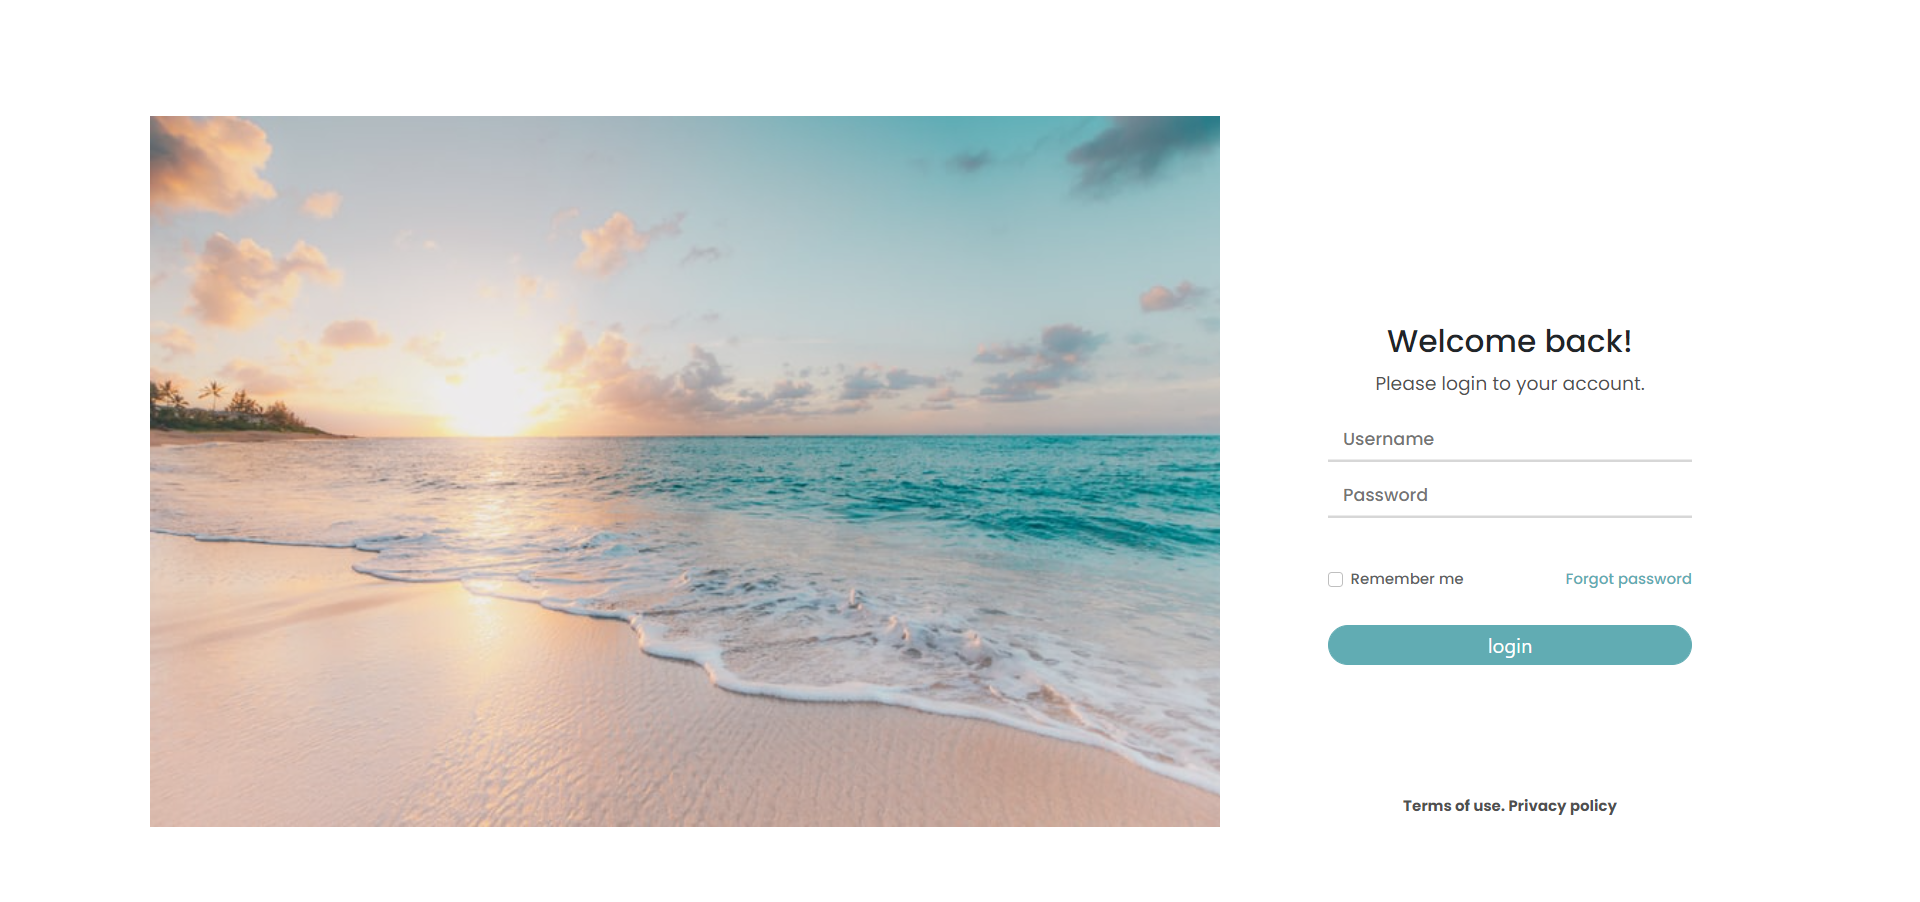 Welcome back!
Please login to your account.
Username
Password
Remember me
Forgot password
login
Terms of use. Privacy policy